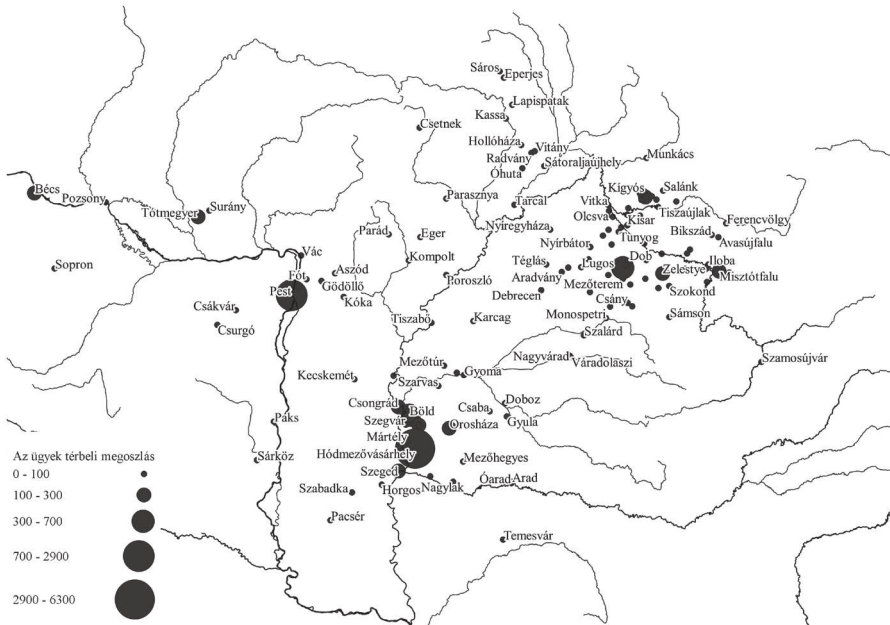 Sáros
Eperjes
Lapispatak
Kassa
Csetnek
Hollóháza
Vitány
Radvány
Sátoraljaújhely
Óhuta
Munkács
Bécs
Pozsony
Surány
Tótmegyer
Parasznya
Tarcal
Kígyós
Salánk
Vitka
Olcsva
Kisar
Tiszaújlak
Ferencvölgy
Nyíregyháza
Bikszád
Avasújfalu
Nyírbátor
Tunyog
Parád
Eger
Sopron
Vác
Aszód
Kompolt
Fót
Gödöllő
Pest
Kóka
Poroszló
Téglás
Lugos
Dob
Iloba
Aradvány
Zelestye
Misztótfalu
Mezőterem
Szokond
Debrecen
Csány
Csákvár
Csurgó
Tiszabő
Karcag
Monospetri
Sámson
Szalárd
Nagyvárad
Váradolaszi
Szamosújvár
Mezőtúr
Gyoma
Kecskemét
Szarvas
Csongrád
Böld
Csaba
Doboz
Szegvár
Orosháza
Gyula
Paks
Mártély
Hódmezővásárhely
Mezőhegyes
Sárköz
Szeged
Szabadka
Horgos
Nagylak
Óarad
Arad
Pacsér
Temesvár
Az ügyek térbeli megoszlás
0 - 100
100 - 300
300 - 700
700 - 2900
2900 - 6300